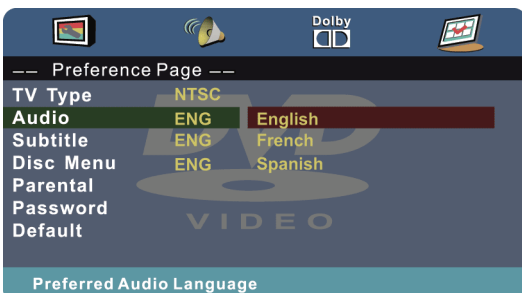 Dolby
-- Preference Page --
TV Type NTSC
Audio ENG English
Subtitle ENG French
Disc Menu ENG Spanish
Parental
Password
Default
DVD
VIDEO
Preferred Audio Language